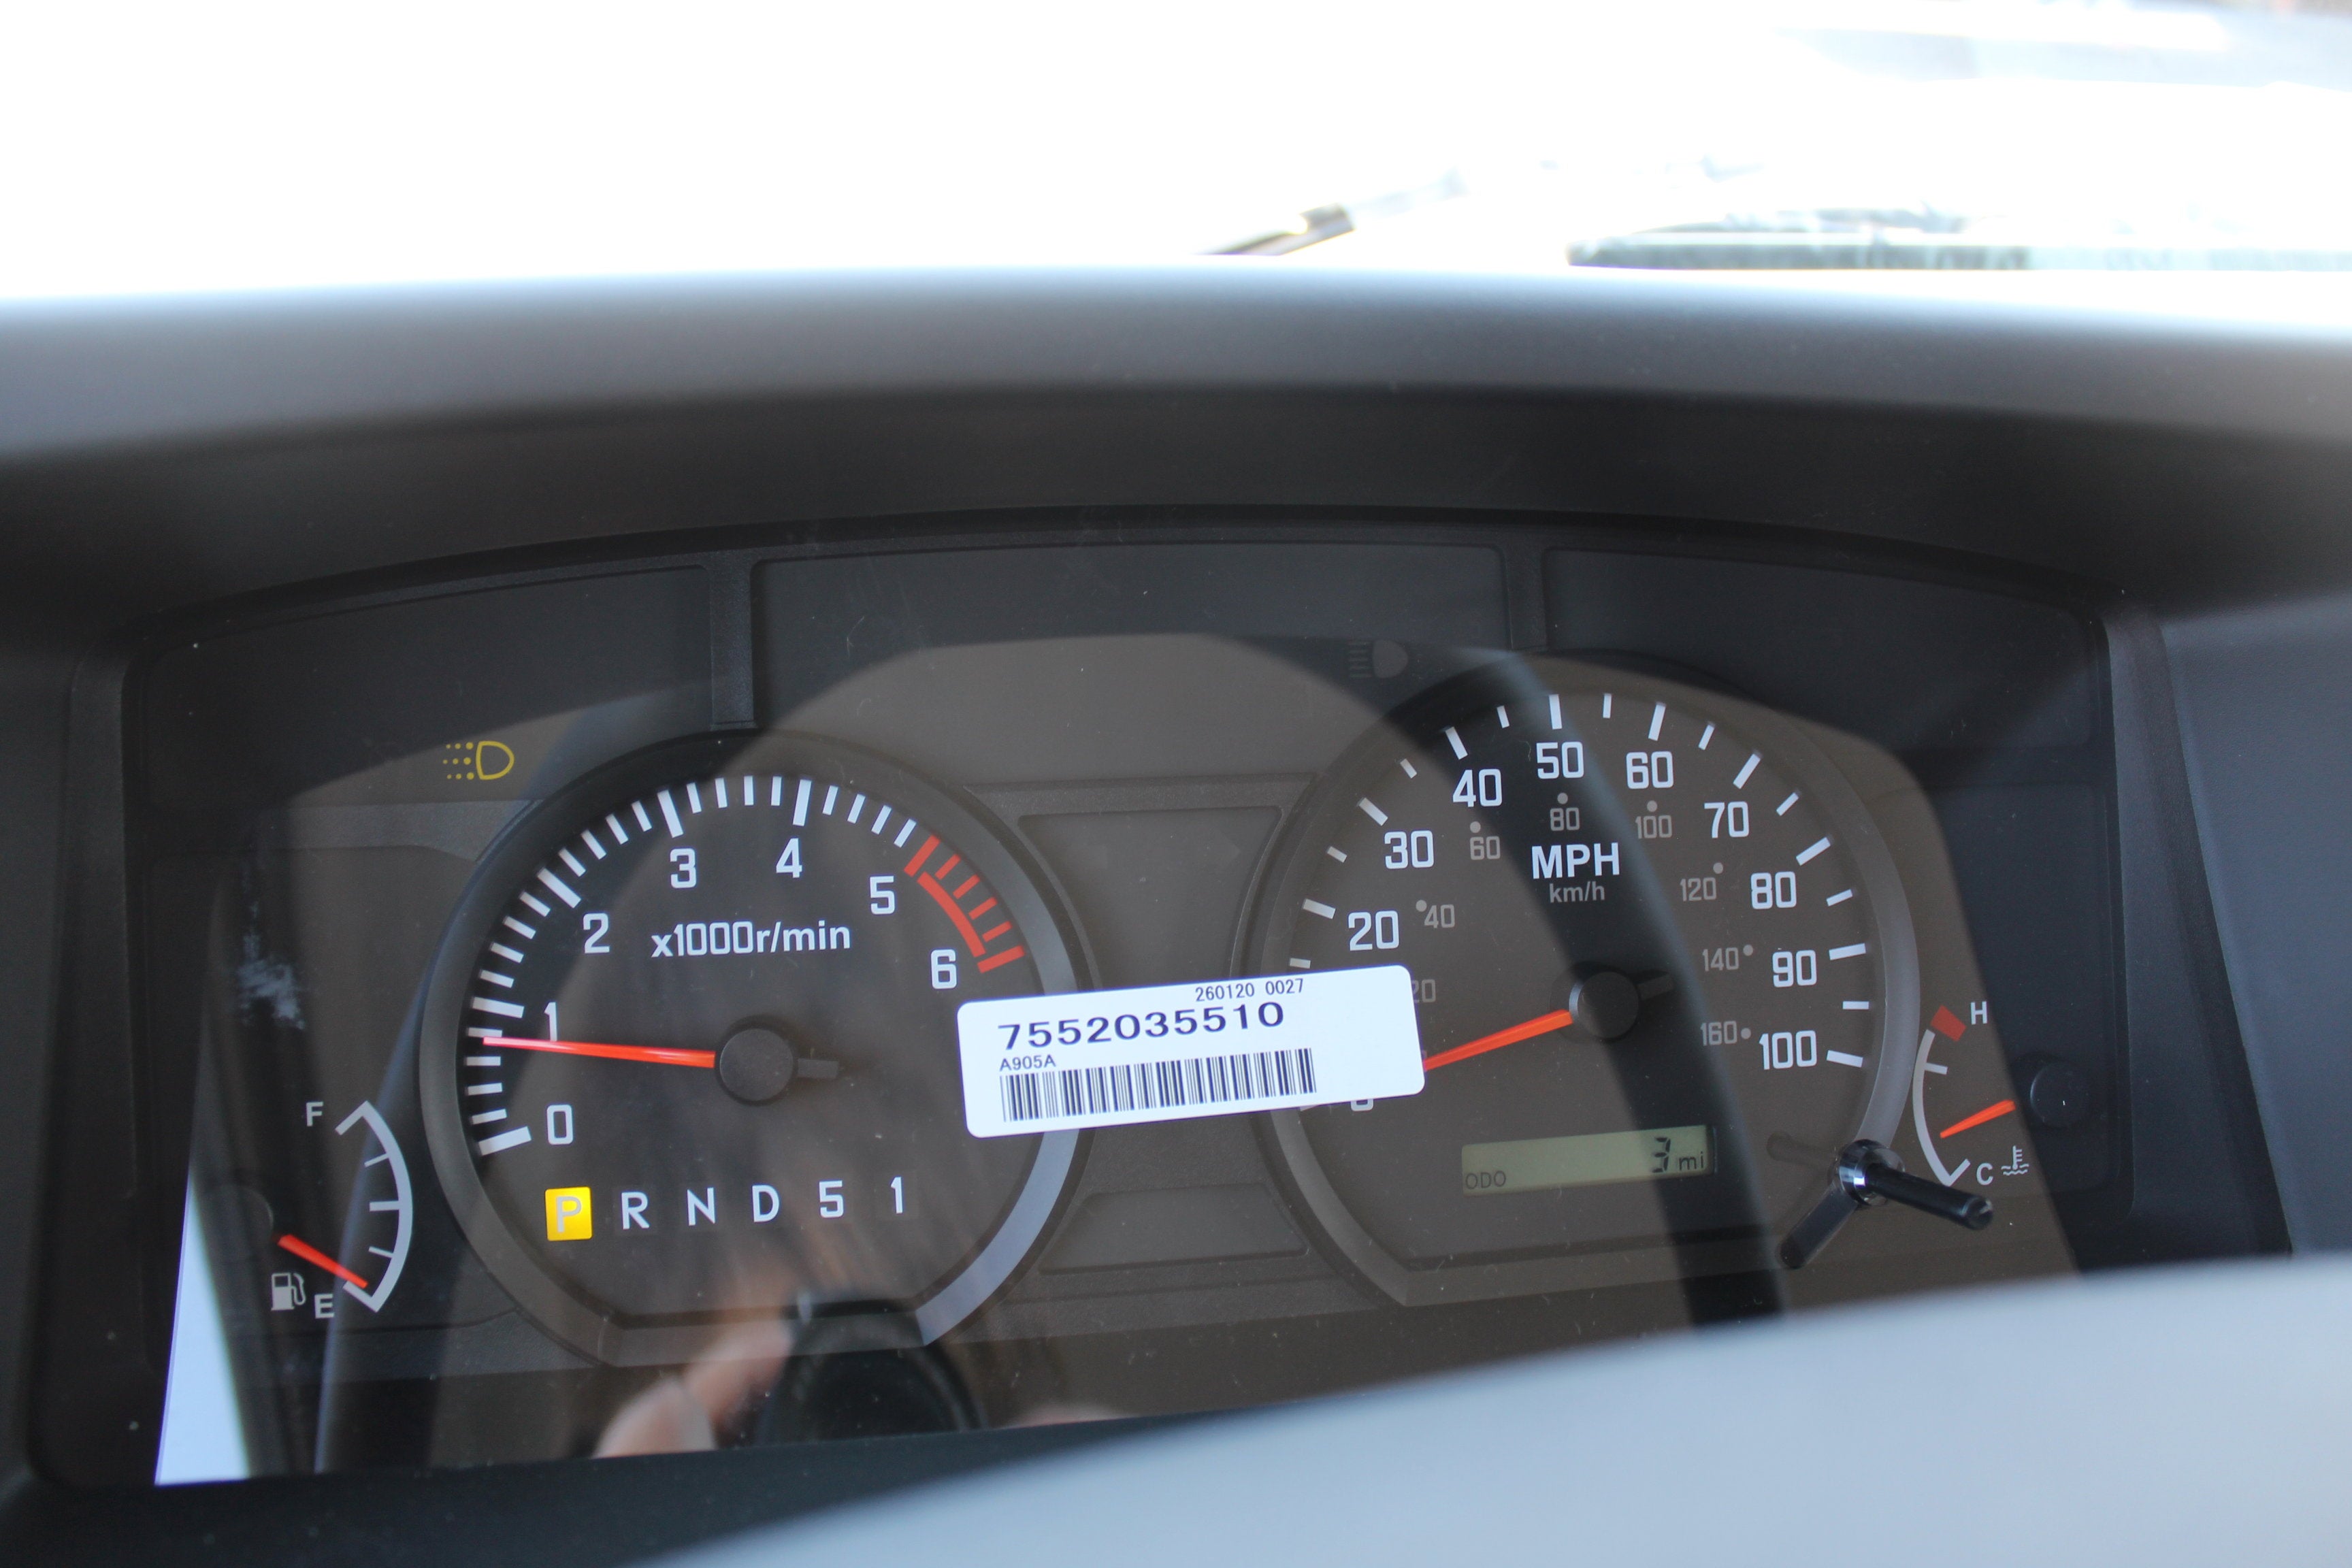 3 4
2 5
x1000r/min
1 6
0
P R N D 5 1
F
E
260120 0027
7552035510
A905A
20 30 40 50 60 70 80 90 100
40 60 80 100 120 140 160
MPH
km/h
ODO 3 mi
H
C